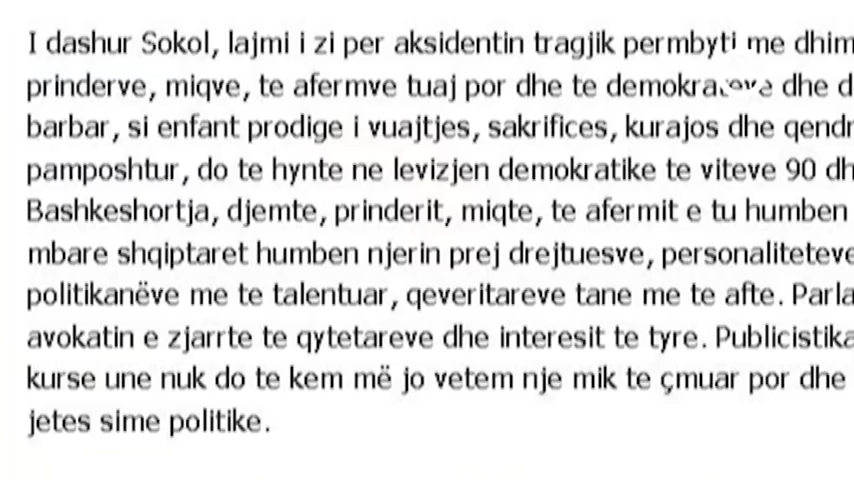 I dashur Sokol, lajmi i zi per aksidentin tragjik permbyti me
prinderve, miqve, te afermve tuaj por dhe te dhe
barbar, si enfant prodige i vuajtjes, sakrifices, kurajos dhe
pamposhtur, do te hynte ne levizjen demokratike te viteve 90
Bashkeshortja, djemte, prinderit, miqte, te afermit e tu humben
mbare shqiptaret humben njerin prej drejtuesve, personaliteteve
politikanëve me te talentuar, qeveritareve tane me te afte.
avokatin e zjarrte te qytetareve dhe interesit te tyre.
kurse une nuk do te kem më jo vetem nje mik te çmuar por dhe
jetes sime politike.